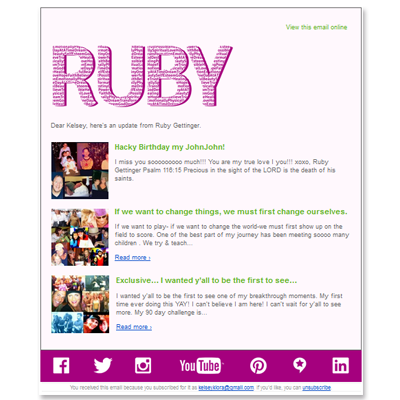 View this email online
RUBY
Dear Kelsey, here's an update from Ruby Gettinger.
Hacky Birthday my JohnJohn!
I miss you sooooooooo much!!! You are my true love I you!!! xoxo, Ruby
Gettinger Psalm 116:15 Precious in the sight of the LORD is the death of his
saints.
If we want to change things, we must first change ourselves.
If we want to play- if we want to change the world-we must first show up on the
field to score. One of the best part of my journey has been meeting soooo many
children . We try & teach...
Read more ›
Exclusive... I wanted y'all to be the first to see...
I wanted y'all to be the first to see one of my breakthrough moments. My first
time ever doing this YAY! I can't believe I am here! I can't wait for y'all to see
more. My 90 day challenge is...
Read more ›
You Tube
in
You received this email because you subscribed for it as If you'd like, you can unsubscribe